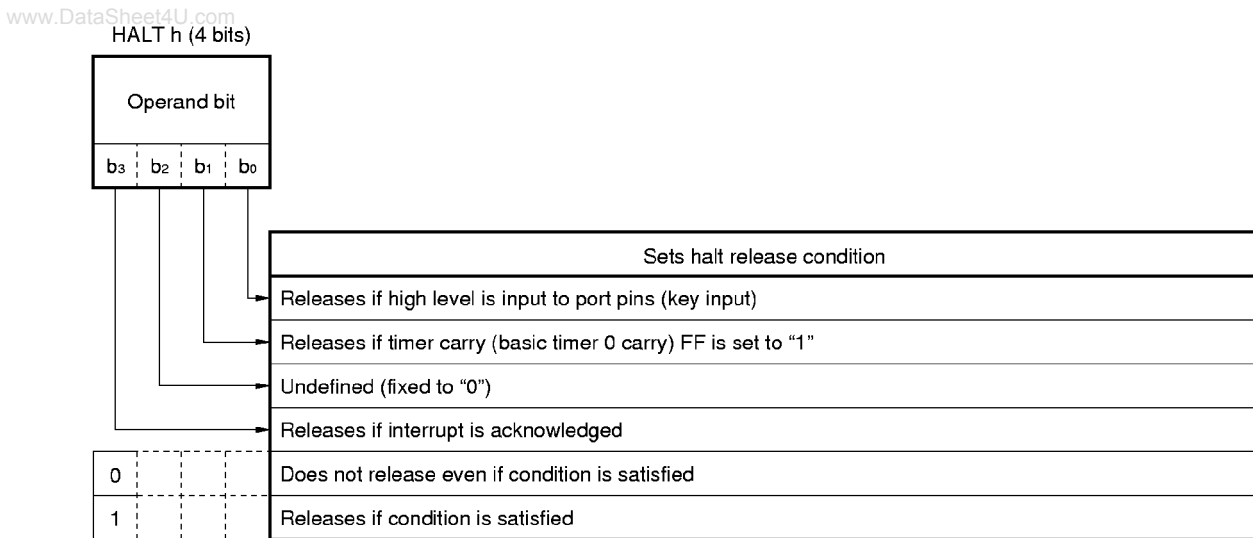 www.DataSheet4U.com
HALT h (4 bits)
Operand bit
b3 b2 b1 b0
Sets halt release condition
Releases if high level is input to port pins (key input)
Releases if timer carry (basic timer 0 carry) FF is set to “1”
Undefined (fixed to “0”)
Releases if interrupt is acknowledged
0 Does not release even if condition is satisfied
1 Releases if condition is satisfied